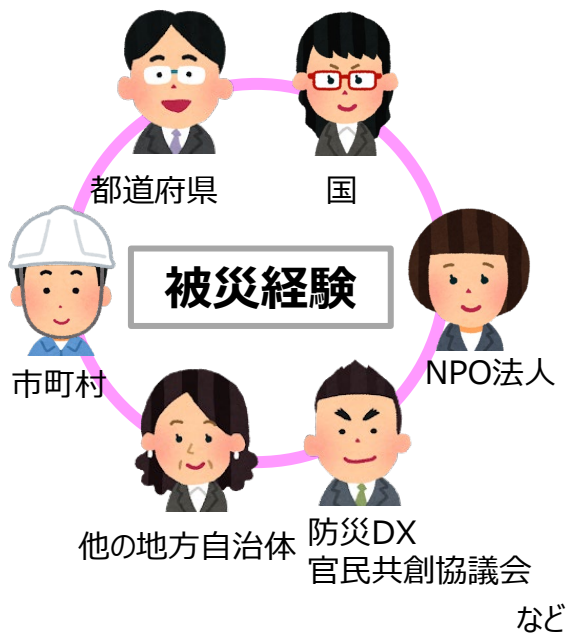 都道府県
国
被災経験
市町村
NPO法人
他の地方自治体
防災DX
官民共創協議会
など